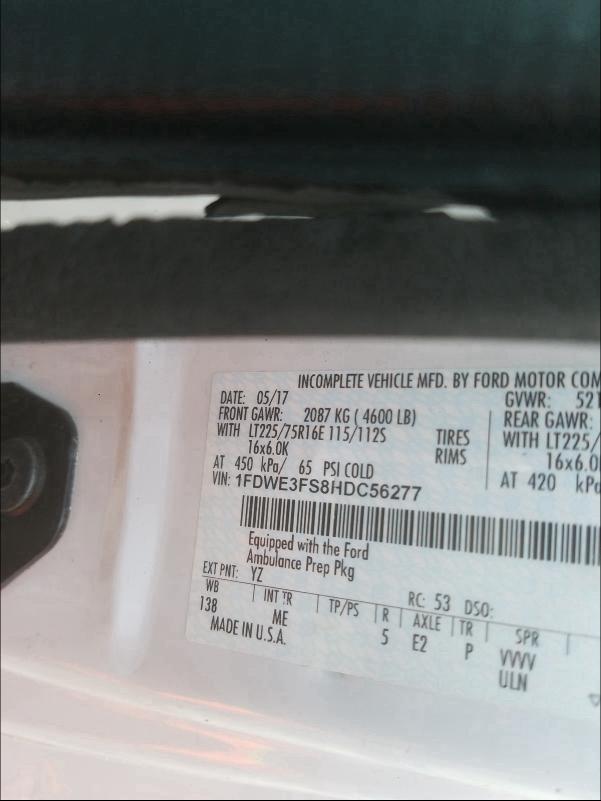 INCOMPLETE VEHICLE MFD. BY FORD MOTOR COM
DATE: 05/17 GVWR: 521
FRONT GAWR: 2087 KG ( 4600 LB) REAR GAWR:
WITH LT225/75R16E 115/112S TIRES WITH LT225/
16x6.0K RIMS 16x6.0
AT 450 kPa/ 65 PSI COLD AT 420 kPa
VIN: 1FDWE3FS8HDC56277
Equipped with the Ford
Ambulance Prep Pkg
EXT PNT: YZ RC: 53 DSO:
WB INT TR TP/PS R AXLE TR SPR
138 ME 5 E2 P VVVV
MADE IN U.S.A. ULN